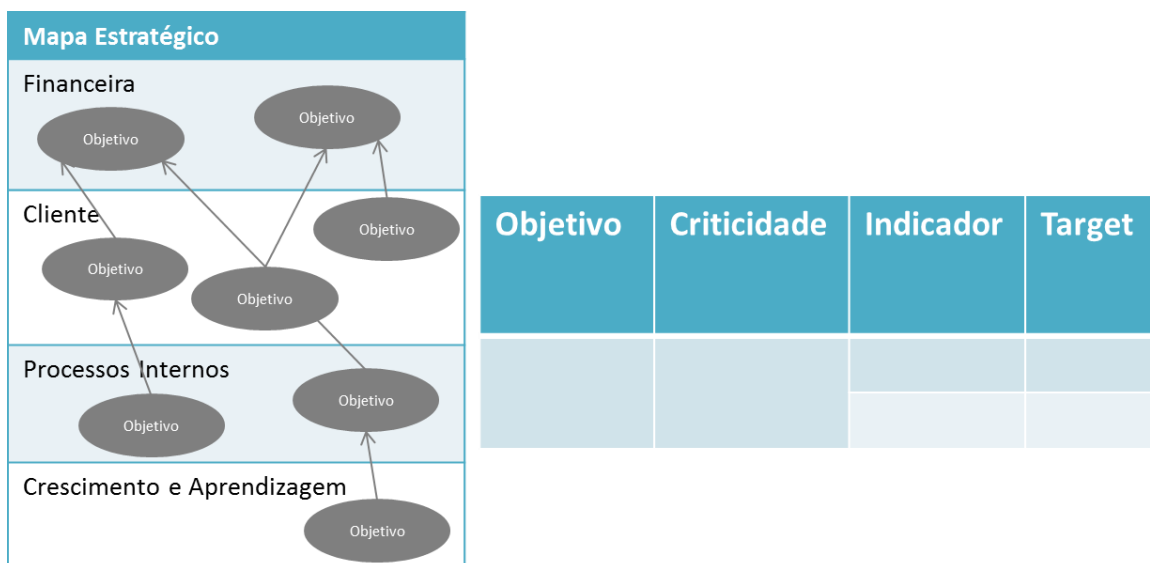 Mapa Estratégico
Financeira
Objetivo
Objetivo
Cliente
Objetivo
Objetivo
Objetivo
Processos Internos
Objetivo
Objetivo
Crescimento e Aprendizagem
Objetivo
Objetivo Criticidade Indicador Target